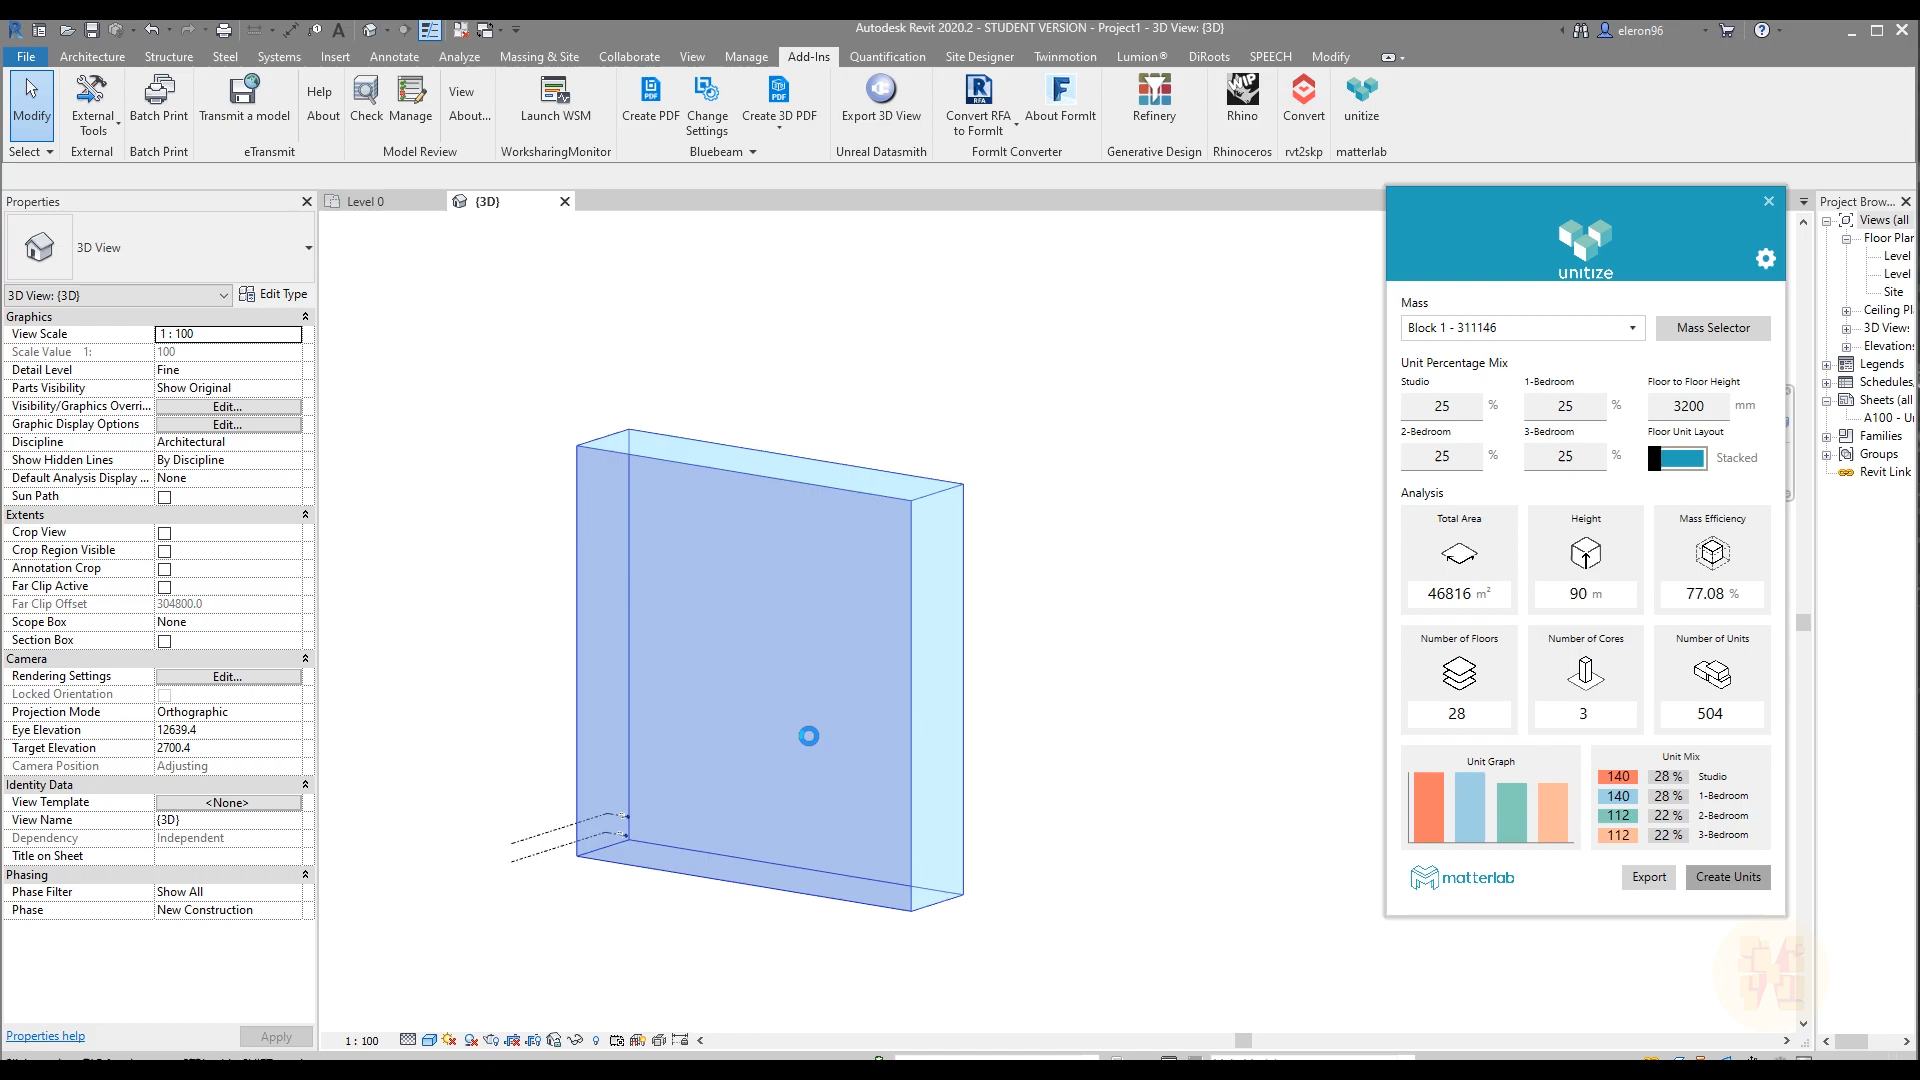 Autodesk Revit 2020.2 - STUDENT VERSION - Project1 - 3D View: {3D}
eleron96
File Architecture Structure Steel Systems Insert Annotate Analyze Massing & Site Collaborate View Manage Add-Ins Quantification Site Designer Twinmotion Lumion® DiRoots SPEECH Modify
Modify
External Tools
Batch Print
Transmit a model
Help
About
Check
Manage
View
About...
Launch WSM
Create PDF
Change Settings
Create 3D PDF
Export 3D View
Convert RFA to FormIt
About FormIt
Refinery
Rhino
Convert
unitize
Select
External
Batch Print
eTransmit
Model Review
WorksharingMonitor
Bluebeam
Unreal Datasmith
FormIt Converter
Generative Design
Rhinoceros
rvt2skp
matterlab
Properties
3D View
3D View: {3D}
Edit Type
Graphics
View Scale 1 : 100
Scale Value 1: 100
Detail Level Fine
Parts Visibility Show Original
Visibility/Graphics Overri... Edit...
Graphic Display Options Edit...
Discipline Architectural
Show Hidden Lines By Discipline
Default Analysis Display ... None
Sun Path
Extents
Crop View
Crop Region Visible
Annotation Crop
Far Clip Active
Far Clip Offset 304800.0
Scope Box None
Section Box
Camera
Rendering Settings Edit...
Locked Orientation
Projection Mode Orthographic
Eye Elevation 12639.4
Target Elevation 2700.4
Camera Position Adjusting
Identity Data
View Template <None>
View Name {3D}
Dependency Independent
Title on Sheet
Phasing
Phase Filter Show All
Phase New Construction
Properties help
Apply
Level 0
{3D}
1 : 100
unitize
Mass
Block 1 - 311146
Mass Selector
Unit Percentage Mix
Studio 1-Bedroom Floor to Floor Height
25 % 25 % 3200 mm
2-Bedroom 3-Bedroom Floor Unit Layout
25 % 25 % Stacked
Analysis
Total Area Height Mass Efficiency
46816 m² 90 m 77.08 %
Number of Floors Number of Cores Number of Units
28 3 504
Unit Graph
Unit Mix
140 28 % Studio
140 28 % 1-Bedroom
112 22 % 2-Bedroom
112 22 % 3-Bedroom
matterlab
Export
Create Units
Project Brow...
Views (all
Floor Plan
Level
Level
Site
Ceiling Pl
3D Views
Elevations
Legends
Schedules,
Sheets (all
A100 - Un
Families
Groups
Revit Link